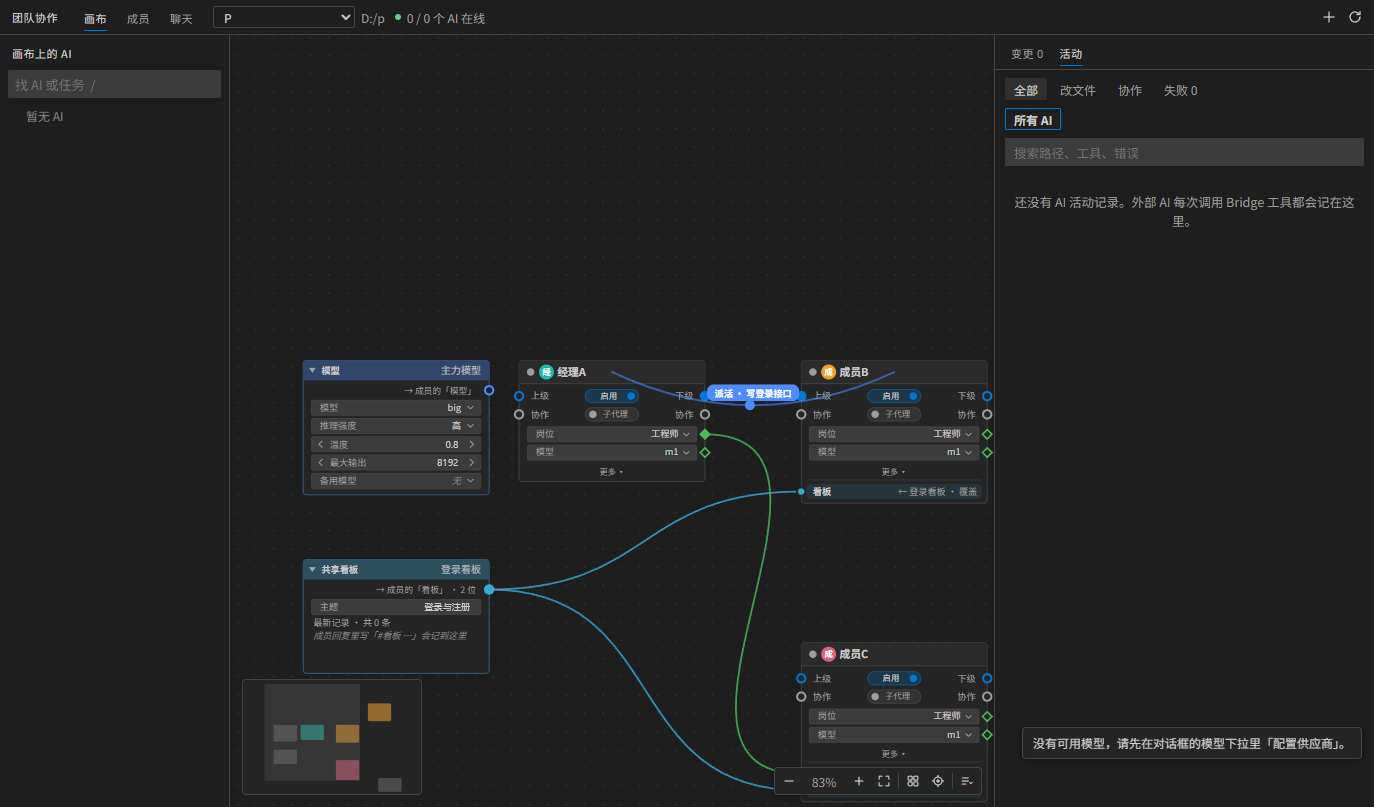 团队协作 画布 成员 聊天 P D:/p 0 / 0 个 AI 在线
画布上的 AI
找 AI 或任务 /
暂无 AI
模型 主力模型
→ 成员的「模型」
模型 big
推理强度 高
温度 0.8
最大输出 8192
备用模型 无
经 经理A
上级 启用 下级
协作 子代理 协作
岗位 工程师
模型 m1
更多
派活 · 写登录接口
成 成员B
上级 启用 下级
协作 子代理 协作
岗位 工程师
模型 m1
更多
看板 ← 登录看板 · 覆盖
共享看板 登录看板
→ 成员的「看板」 · 2 位
主题 登录与注册
最新记录 · 共 0 条
成员回复里写「#看板 …」会记到这里
成 成员C
上级 启用 下级
协作 子代理 协作
岗位 工程师
模型 m1
更多
83%
变更 0 活动
全部 改文件 协作 失败 0
所有 AI
搜索路径、工具、错误
还没有 AI 活动记录。外部 AI 每次调用 Bridge 工具都会记在这
里。
没有可用模型，请先在对话框的模型下拉里「配置供应商」。